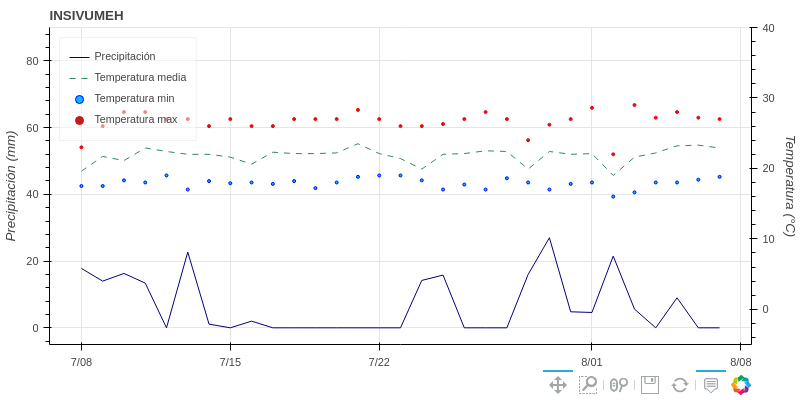 INSIVUMEH
Precipitación
Temperatura media
Temperatura min
Temperatura max
Precipitación (mm)
80
60
40
20
0
Temperatura (°C)
40
30
20
10
0
7/08
7/15
7/22
8/01
8/08